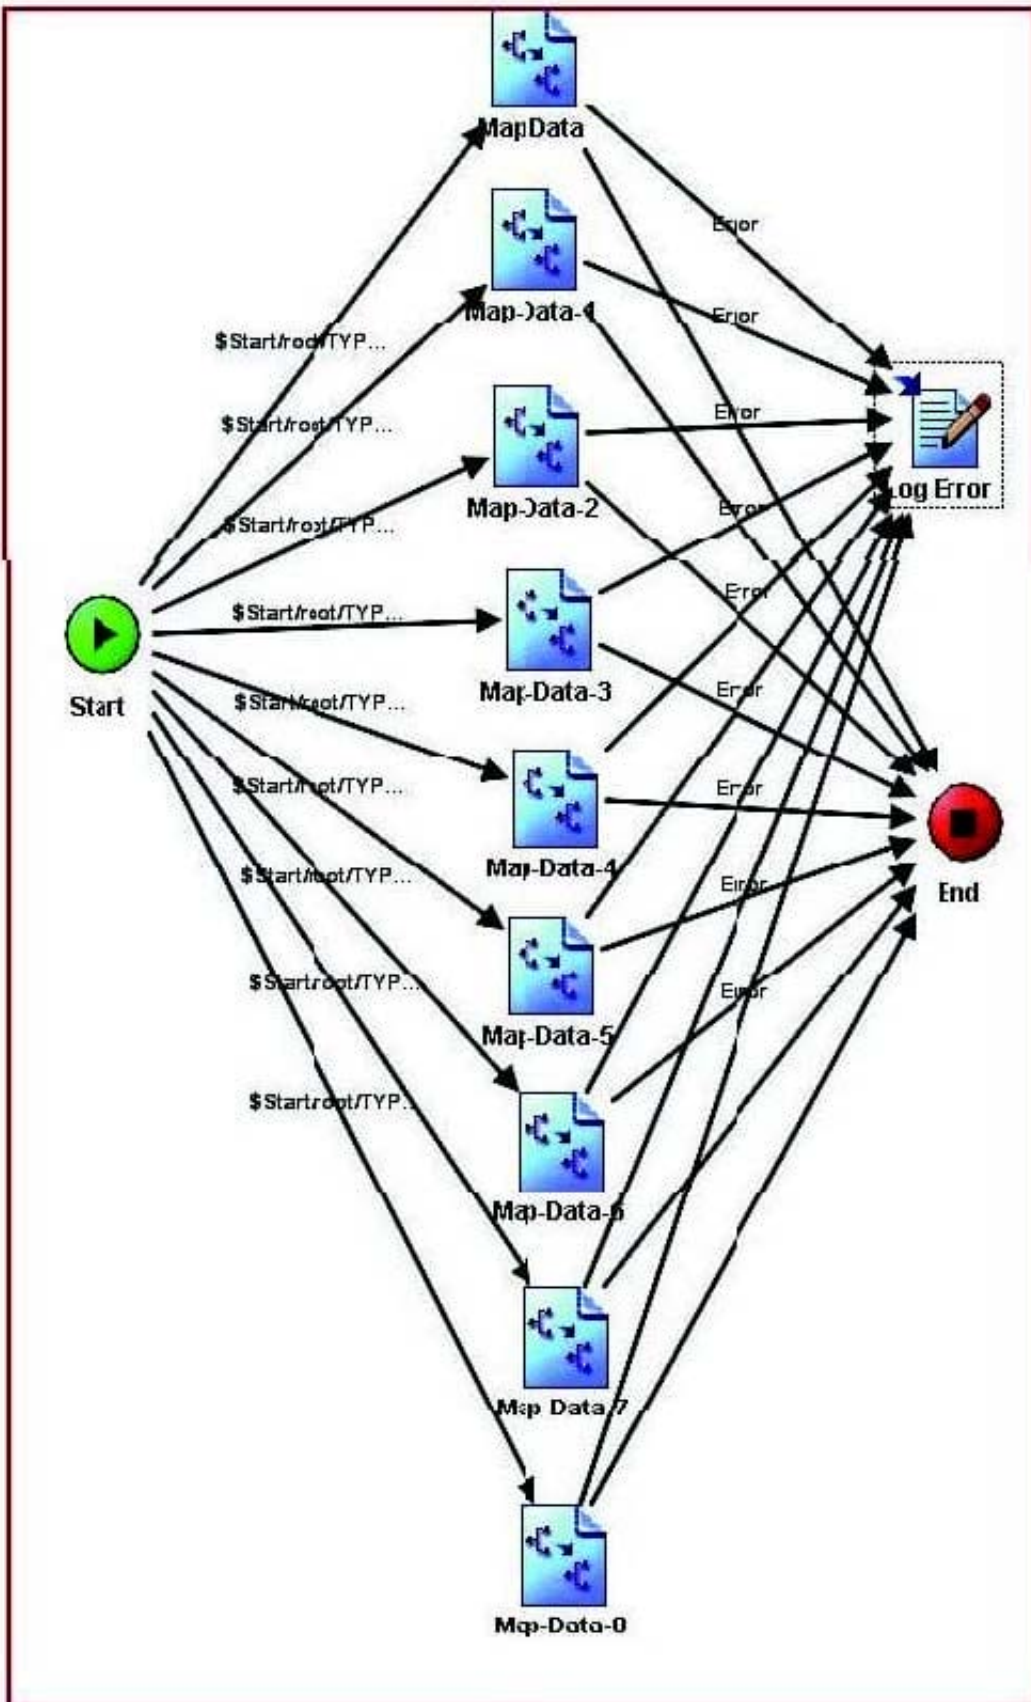 MapData
Error
Map-Data-1
Error
$Start/root/TYP...
Error
$Start/root/TYP...
Log Error
Map-Data-2
Error
$Start/root/TYP...
Error
$Start/root/TYP...
Start
Map-Data-3
Error
$Start/root/TYP...
$Start/root/TYP...
Error
Map-Data-4
$Start/root/TYP...
Error
End
$Start/root/TYP...
Error
Map-Data-5
$Start/root/TYP...
Map-Data-6
Map-Data-7